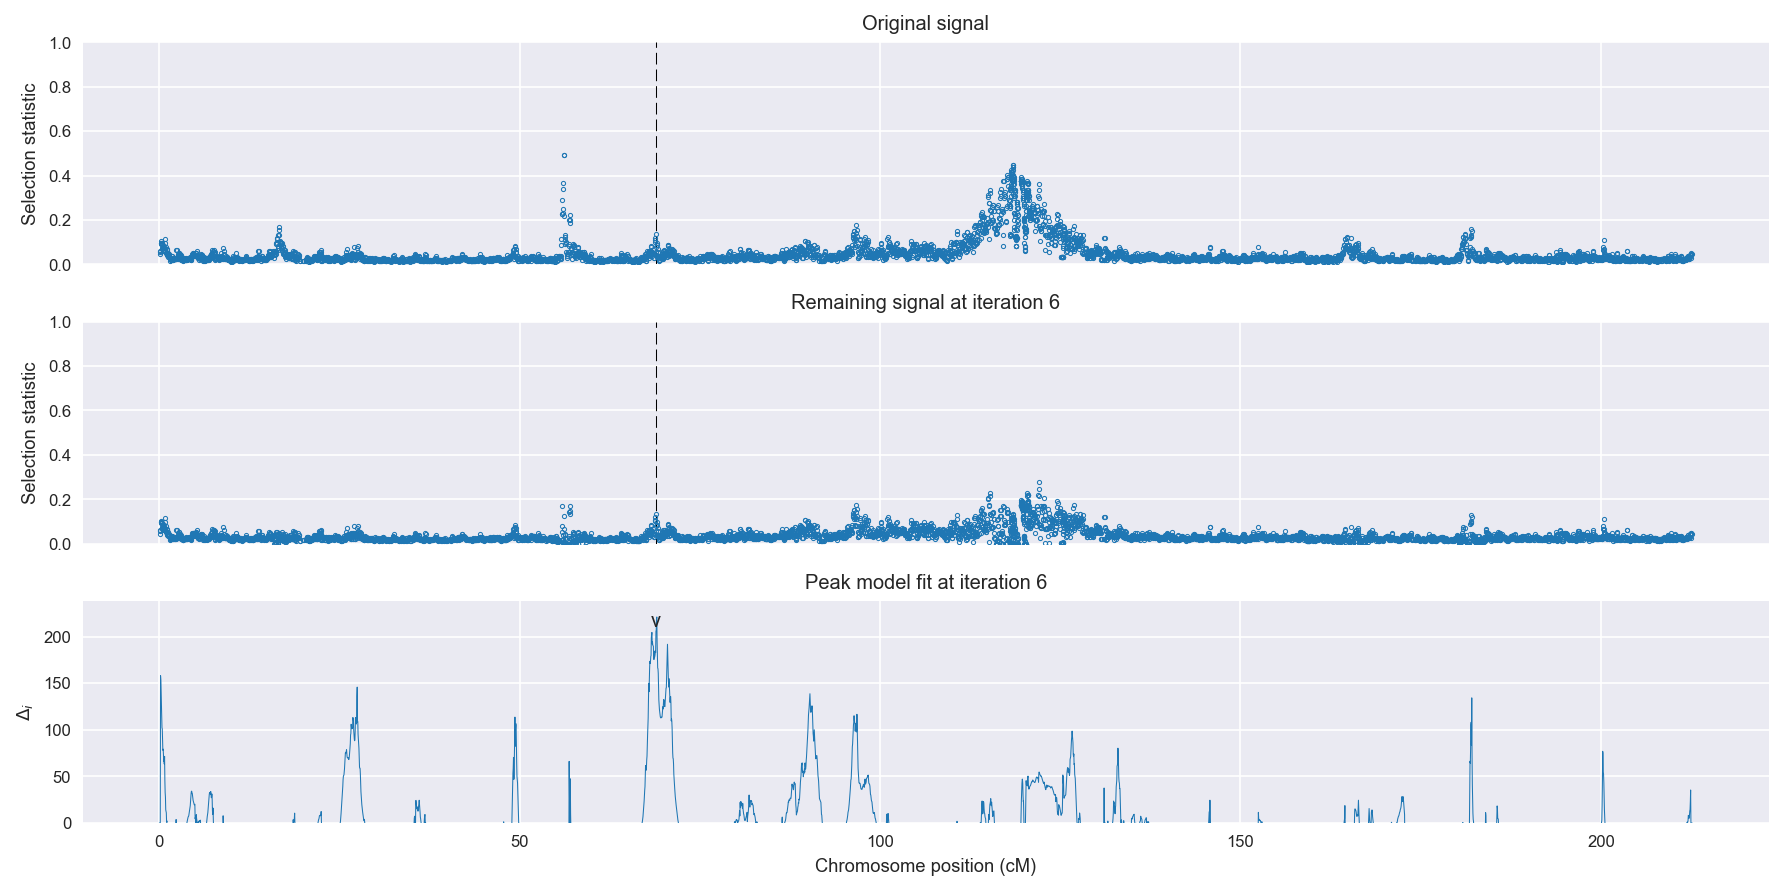 Original signal
1.0
0.8
0.6
0.4
0.2
0.0
Selection statistic
Remaining signal at iteration 6
1.0
0.8
0.6
0.4
0.2
0.0
Selection statistic
Peak model fit at iteration 6
v
200
150
100
50
0
Δi
0 50 100 150 200
Chromosome position (cM)